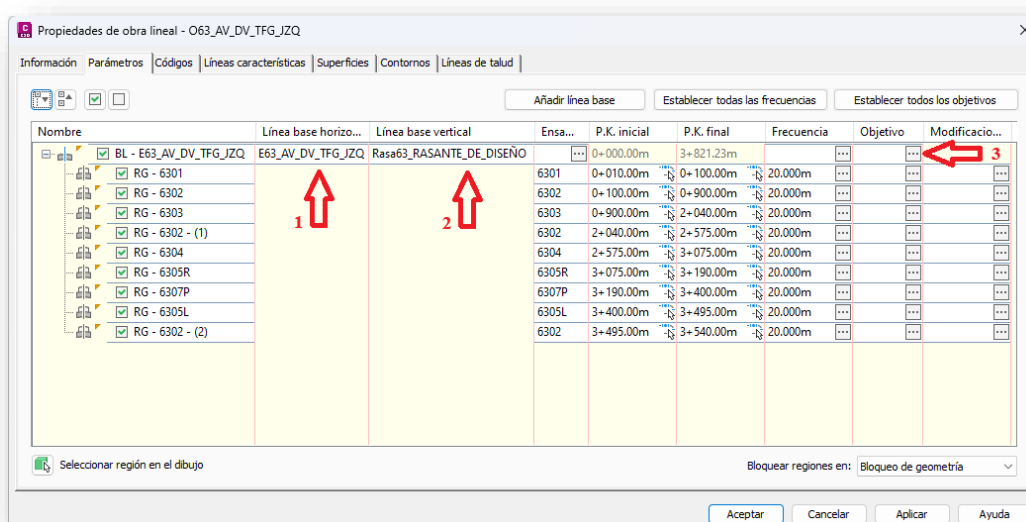 Propiedades de obra lineal - O63_AV_DV_TFG_JZQ
Información Parámetros Códigos Líneas características Superficies Contornos Líneas de talud
Añadir línea base Establecer todas las frecuencias Establecer todos los objetivos
Nombre Línea base horizo... Línea base vertical Ensa... P.K. inicial P.K. final Frecuencia Objetivo Modificacio...
BL - E63_AV_DV_TFG_JZQ E63_AV_DV_TFG_JZQ Rasa63_RASANTE_DE_DISEÑO ... 0+000.00m 3+821.23m ... ... 3
RG - 6301 6301 0+010.00m 0+100.00m 20.000m ... ... ...
RG - 6302 6302 0+100.00m 0+900.00m 20.000m ... ... ...
RG - 6303 6303 0+900.00m 2+040.00m 20.000m ... ... ...
1 2
RG - 6302 - (1) 6302 2+040.00m 2+575.00m 20.000m ... ... ...
RG - 6304 6304 2+575.00m 3+075.00m 20.000m ... ... ...
RG - 6305R 6305R 3+075.00m 3+190.00m 20.000m ... ... ...
RG - 6307P 6307P 3+190.00m 3+400.00m 20.000m ... ... ...
RG - 6305L 6305L 3+400.00m 3+495.00m 20.000m ... ... ...
RG - 6302 - (2) 6302 3+495.00m 3+540.00m 20.000m ... ... ...
Seleccionar región en el dibujo Bloquear regiones en: Bloqueo de geometría
Aceptar Cancelar Aplicar Ayuda